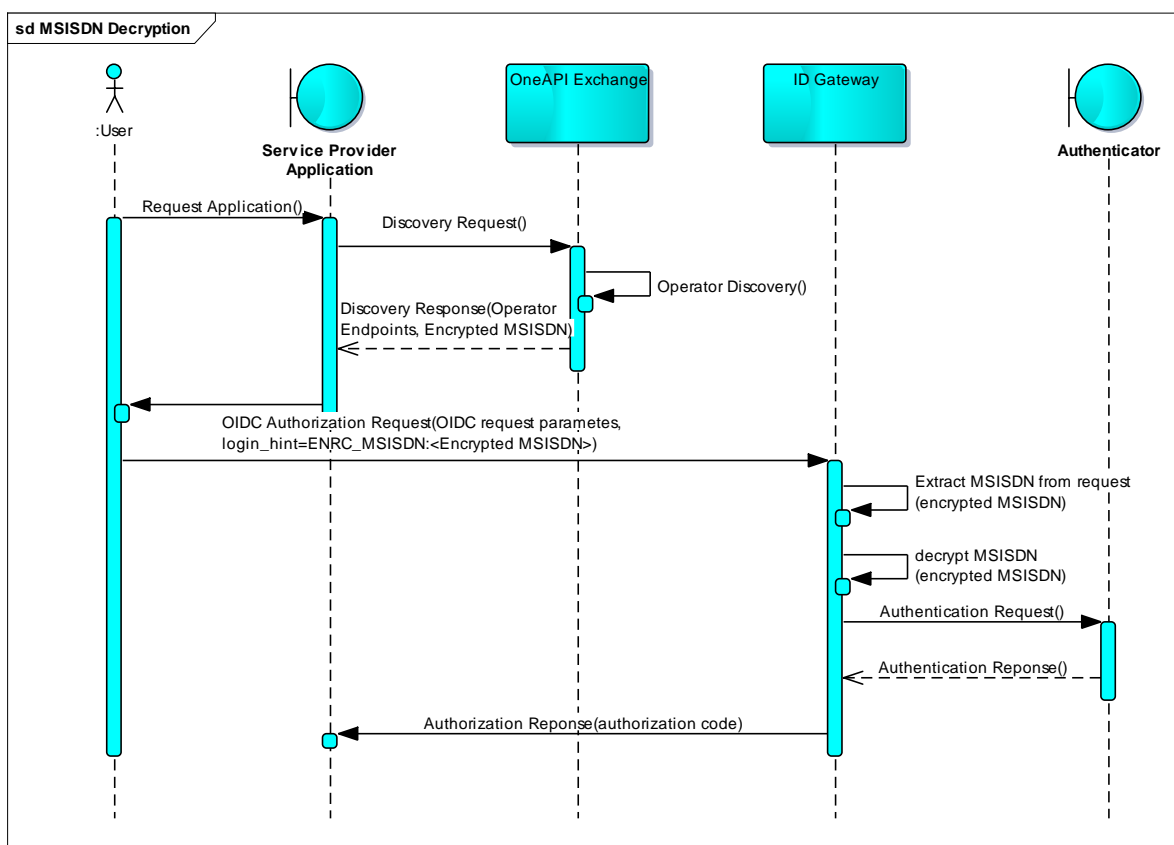 sd MSISDN Decryption
:User
Service Provider
Application
OneAPI Exchange
ID Gateway
Authenticator
Request Application()
Discovery Request()
Operator Discovery()
Discovery Response(Operator
Endpoints, Encrypted MSISDN)
OIDC Authorization Request(OIDC request parametes,
login_hint=ENRC_MSISDN:<Encrypted MSISDN>)
Extract MSISDN from request
(encrypted MSISDN)
decrypt MSISDN
(encrypted MSISDN)
Authentication Request()
Authentication Reponse()
Authorization Reponse(authorization code)